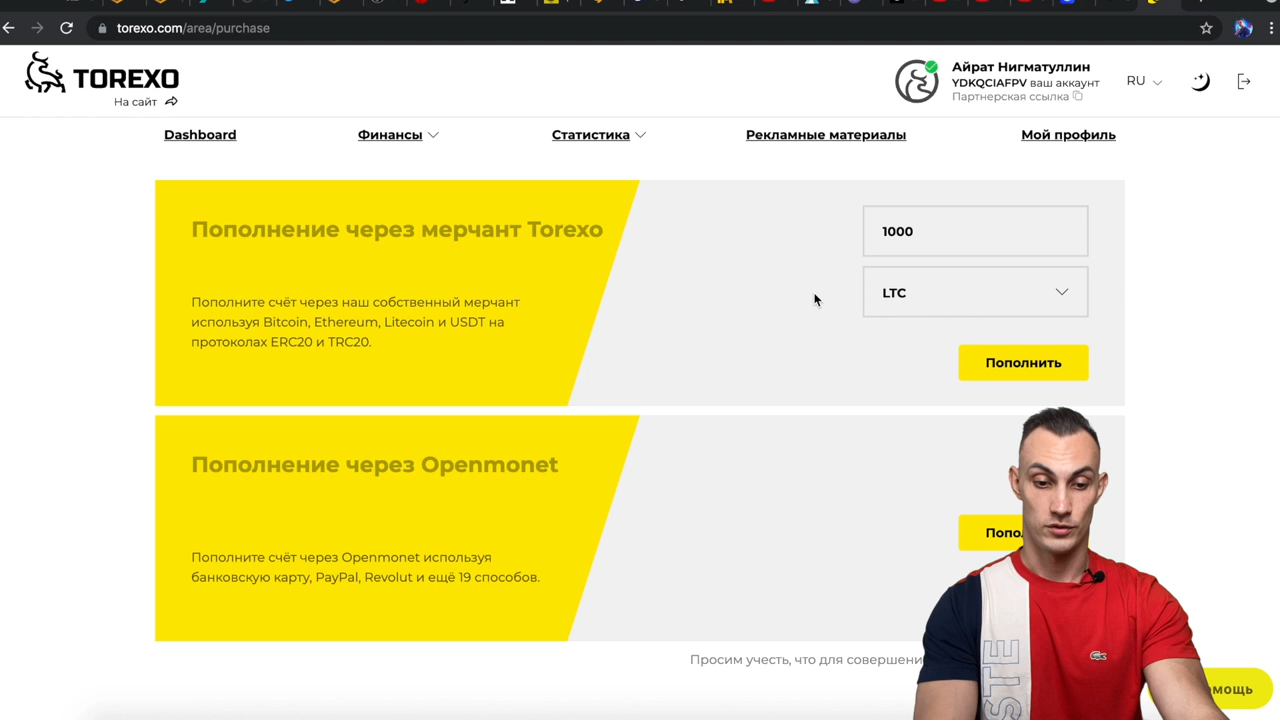 torexo.com/area/purchase
TOREXO
На сайт
Айрат Нигматуллин
YDKQCIAFPV ваш аккаунт
Партнерская ссылка
RU
Dashboard
Финансы
Статистика
Рекламные материалы
Мой профиль
Пополнение через мерчант Torexo
Пополните счёт через наш собственный мерчант
используя Bitcoin, Ethereum, Litecoin и USDT на
протоколах ERC20 и TRC20.
1000
LTC
Пополнить
Пополнение через Openmonet
Пополните счёт через Openmonet используя
банковскую карту, PayPal, Revolut и ещё 19 способов.
Попол
Просим учесть, что для совершени
STE
омощь